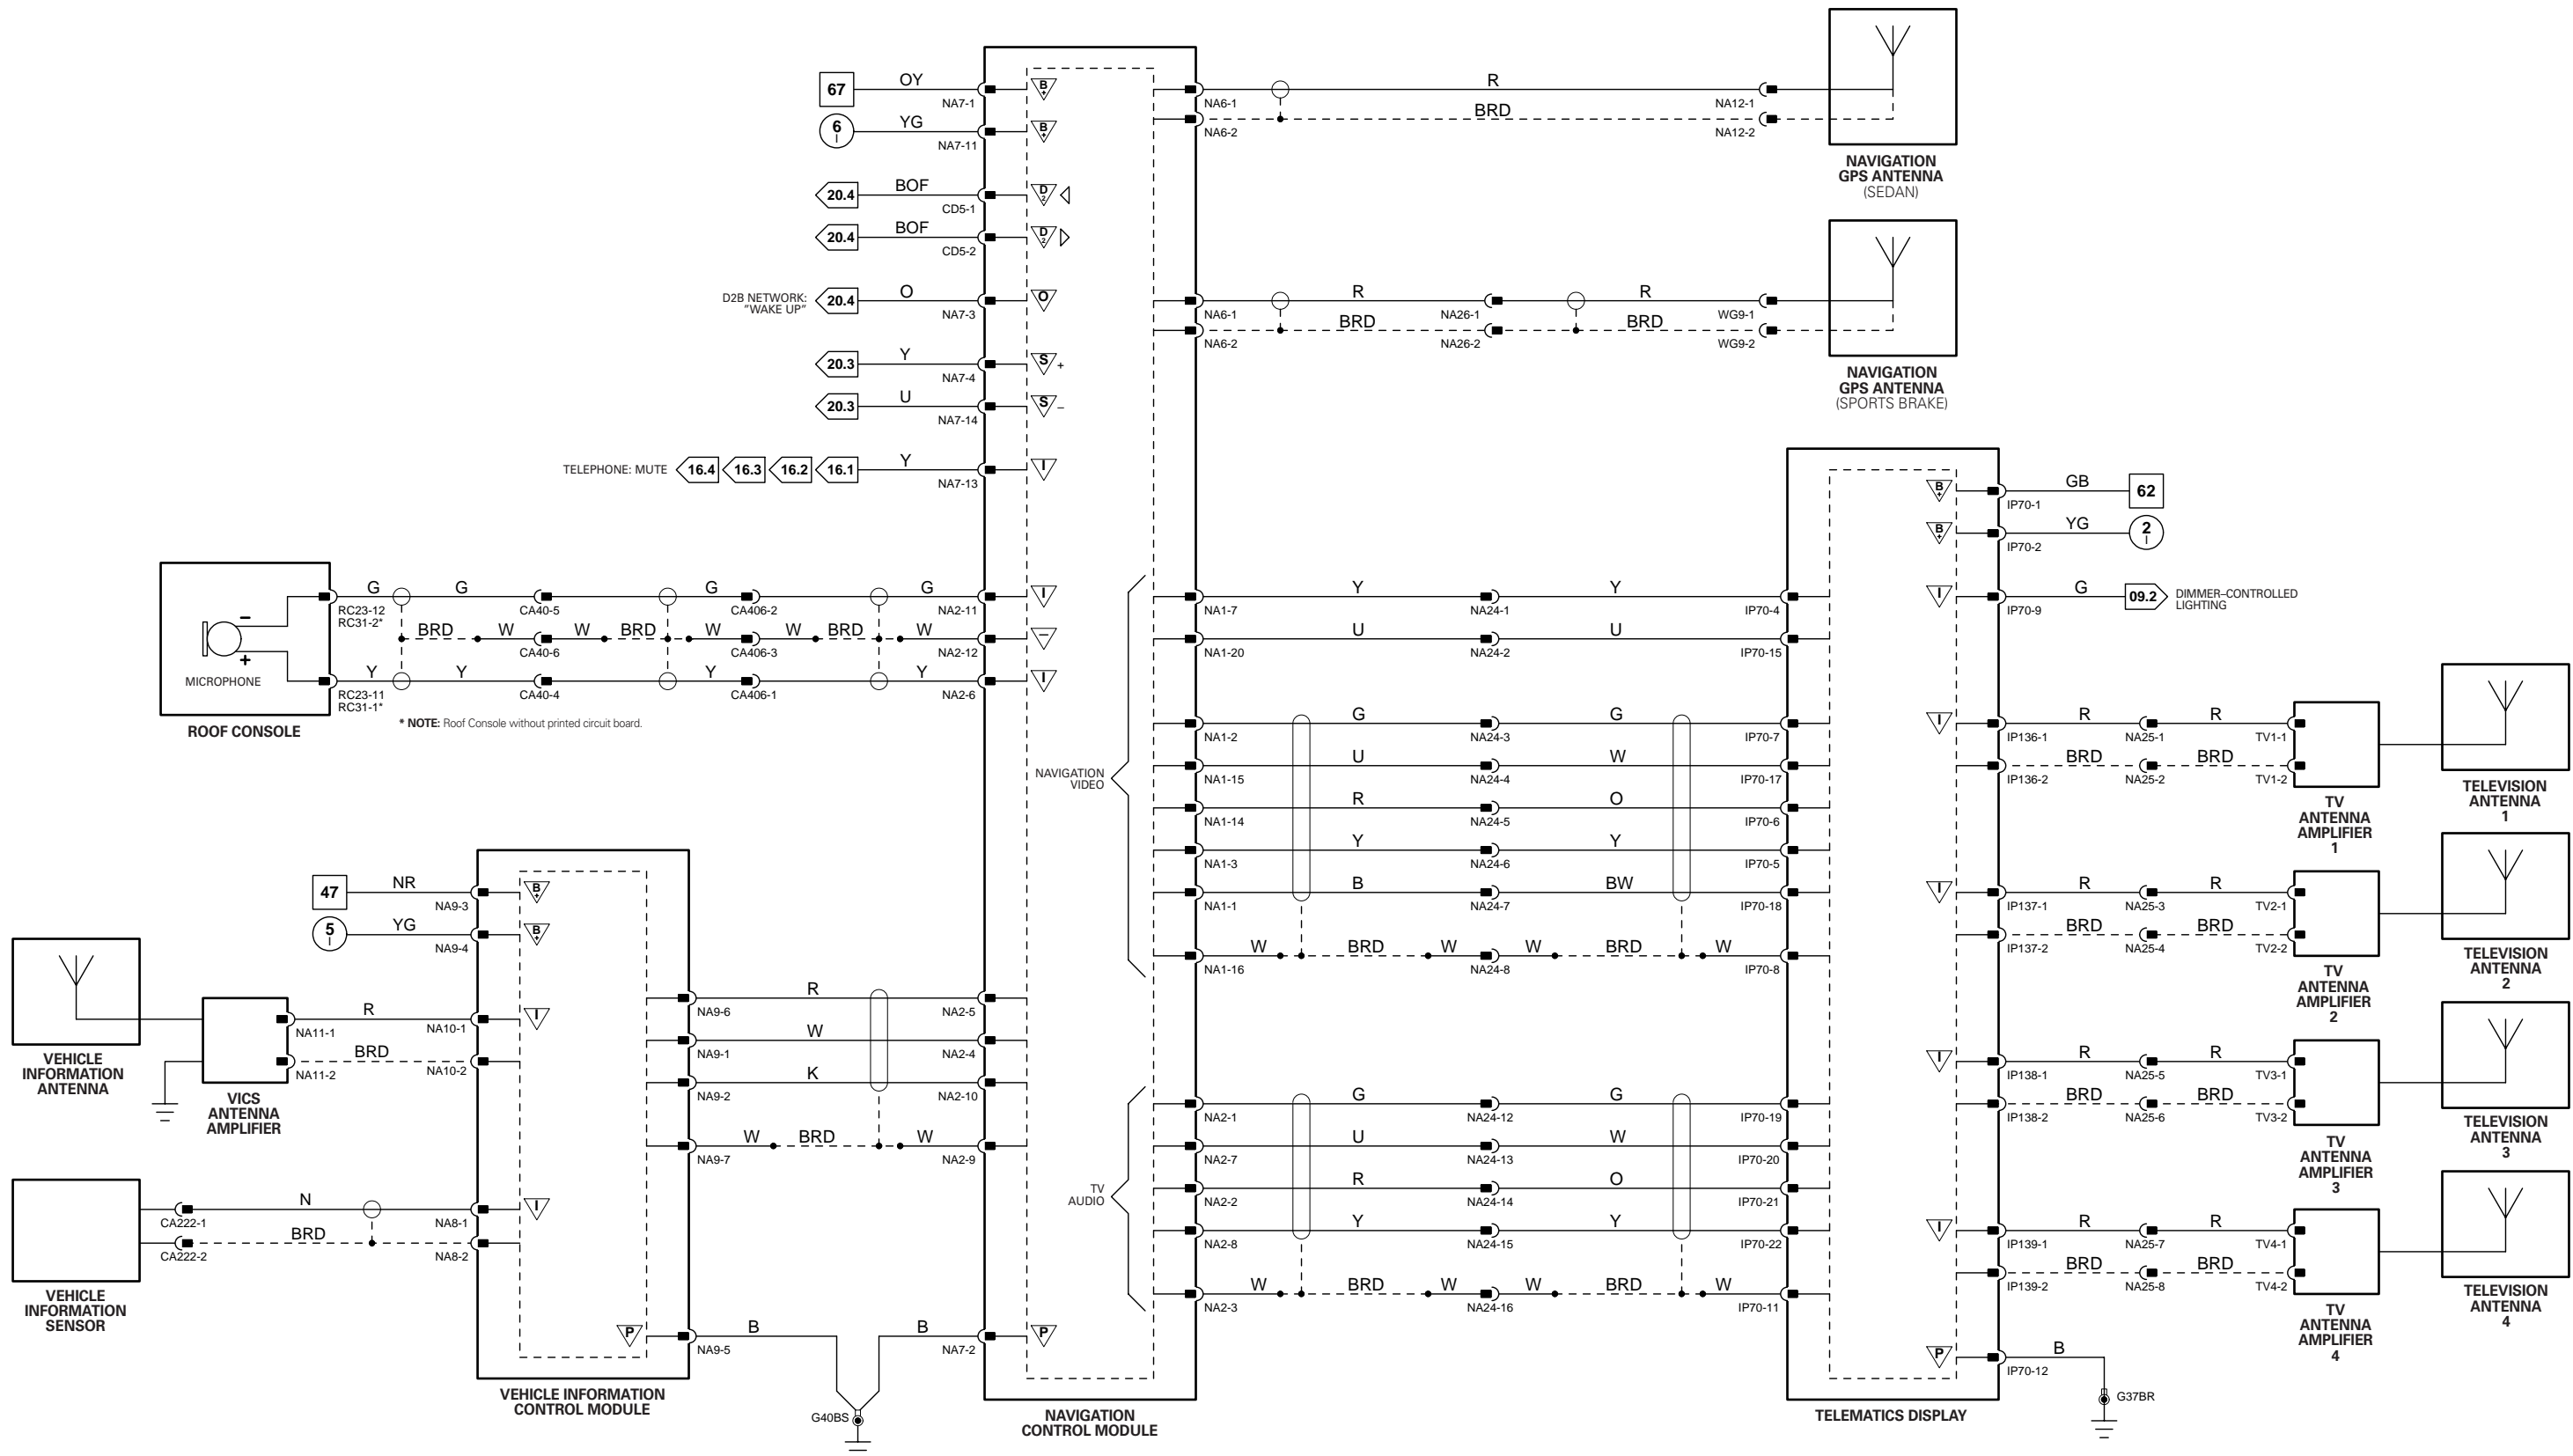 67
OY
NA7-1
B+
6
I
YG
NA7-11
B+
20.4
BOF
CD5-1
D2
20.4
BOF
CD5-2
D2
D2B NETWORK:
"WAKE UP"
20.4
O
NA7-3
O
20.3
Y
NA7-4
S +
20.3
U
NA7-14
S –
TELEPHONE: MUTE
16.4
16.3
16.2
16.1
Y
NA7-13
I
NA6-1
R
NA12-1
NA6-2
BRD
NA12-2
NAVIGATION
GPS ANTENNA
(SEDAN)
NA6-1
R
NA26-1
R
WG9-1
NA6-2
BRD
NA26-2
BRD
WG9-2
NAVIGATION
GPS ANTENNA
(SPORTS BRAKE)
–
+
MICROPHONE
ROOF CONSOLE
RC23-12
RC31-2*
G
G
CA40-5
G
CA406-2
G
NA2-11
I
BRD
W
CA40-6
W
BRD
W
CA406-3
W
BRD
W
NA2-12
–
RC23-11
RC31-1*
Y
Y
CA40-4
Y
CA406-1
Y
NA2-6
I
* NOTE: Roof Console without printed circuit board.
NAVIGATION
VIDEO
NA1-7
Y
NA24-1
Y
IP70-4
NA1-20
U
NA24-2
U
IP70-15
NA1-2
G
NA24-3
G
IP70-7
NA1-15
U
NA24-4
W
IP70-17
NA1-14
R
NA24-5
O
IP70-6
NA1-3
Y
NA24-6
Y
IP70-5
NA1-1
B
NA24-7
BW
IP70-18
NA1-16
W
BRD
W
NA24-8
W
BRD
W
IP70-8
TV
AUDIO
NA2-1
G
NA24-12
G
IP70-19
NA2-7
U
NA24-13
W
IP70-20
NA2-2
R
NA24-14
O
IP70-21
NA2-8
Y
NA24-15
Y
IP70-22
NA2-3
W
BRD
W
NA24-16
W
BRD
W
IP70-11
B+
IP70-1
GB
62
B+
IP70-2
YG
2
I
I
IP70-9
G
09.2
DIMMER–CONTROLLED
LIGHTING
I
IP136-1
R
NA25-1
R
TV1-1
IP136-2
BRD
NA25-2
BRD
TV1-2
TV
ANTENNA
AMPLIFIER
1
TELEVISION
ANTENNA
1
I
IP137-1
R
NA25-3
R
TV2-1
IP137-2
BRD
NA25-4
BRD
TV2-2
TV
ANTENNA
AMPLIFIER
2
TELEVISION
ANTENNA
2
I
IP138-1
R
NA25-5
R
TV3-1
IP138-2
BRD
NA25-6
BRD
TV3-2
TV
ANTENNA
AMPLIFIER
3
TELEVISION
ANTENNA
3
I
IP139-1
R
NA25-7
R
TV4-1
IP139-2
BRD
NA25-8
BRD
TV4-2
TV
ANTENNA
AMPLIFIER
4
TELEVISION
ANTENNA
4
P
IP70-12
B
G37BR
TELEMATICS DISPLAY
47
NR
NA9-3
B+
5
I
YG
NA9-4
B+
VEHICLE
INFORMATION
ANTENNA
VICS
ANTENNA
AMPLIFIER
NA11-1
R
NA10-1
I
NA11-2
BRD
NA10-2
VEHICLE
INFORMATION
SENSOR
CA222-1
N
NA8-1
I
CA222-2
BRD
NA8-2
NA9-6
R
NA2-5
NA9-1
W
NA2-4
NA9-2
K
NA2-10
NA9-7
W
BRD
W
NA2-9
P
NA9-5
B
B
NA7-2
P
G40BS
VEHICLE INFORMATION
CONTROL MODULE
NAVIGATION
CONTROL MODULE